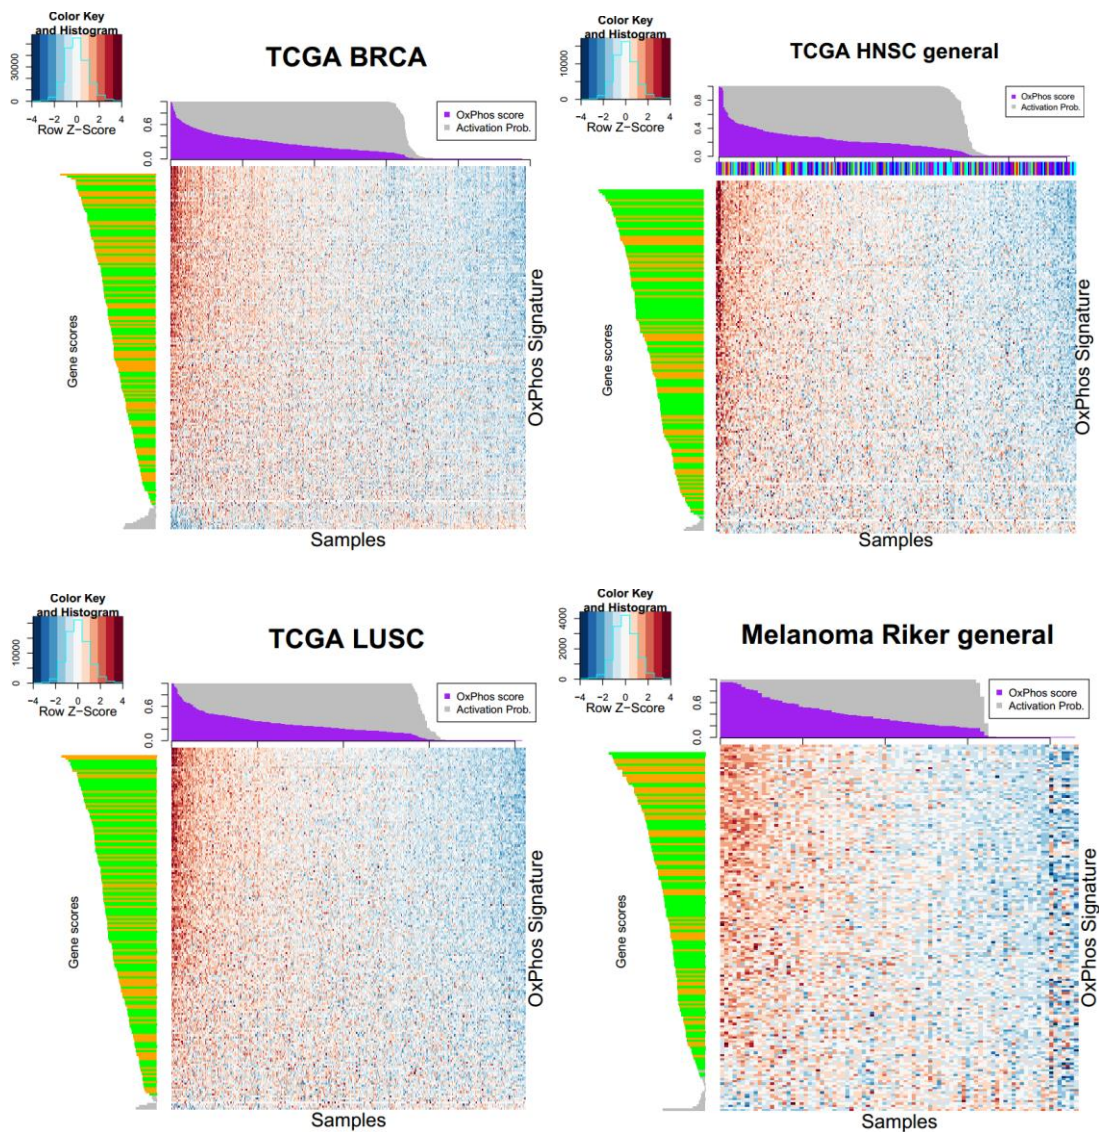 Color Key
and Histogram
0 30000
−4 −2 0 2 4
Row Z−Score
TCGA BRCA
0.0 0.6
OxPhos score
Activation Prob.
Gene scores
OxPhos Signature
Samples
Color Key
and Histogram
0 10000
−4 −2 0 2 4
Row Z−Score
TCGA HNSC general
0.0 0.4 0.8
OxPhos score
Activation Prob.
Gene scores
OxPhos Signature
Samples
Color Key
and Histogram
0 10000
−4 −2 0 2 4
Row Z−Score
TCGA LUSC
0.0 0.6
OxPhos score
Activation Prob.
Gene scores
OxPhos Signature
Samples
Color Key
and Histogram
0 2000 4000
−4 −2 0 2 4
Row Z−Score
Melanoma Riker general
0.0 0.6
OxPhos score
Activation Prob.
Gene scores
OxPhos Signature
Samples